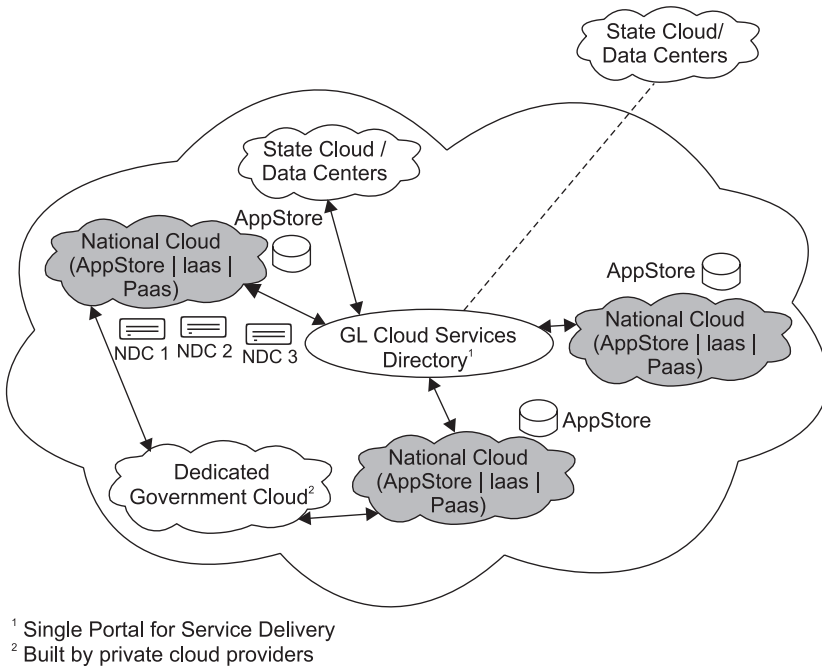 State Cloud/
Data Centers
State Cloud /
Data Centers
AppStore
National Cloud
(AppStore | Iaas |
Paas)
AppStore
NDC 1
NDC 2
NDC 3
GL Cloud Services
Directory¹
National Cloud
(AppStore | Iaas |
Paas)
AppStore
National Cloud
(AppStore | Iaas |
Paas)
Dedicated
Government Cloud²
¹ Single Portal for Service Delivery
² Built by private cloud providers